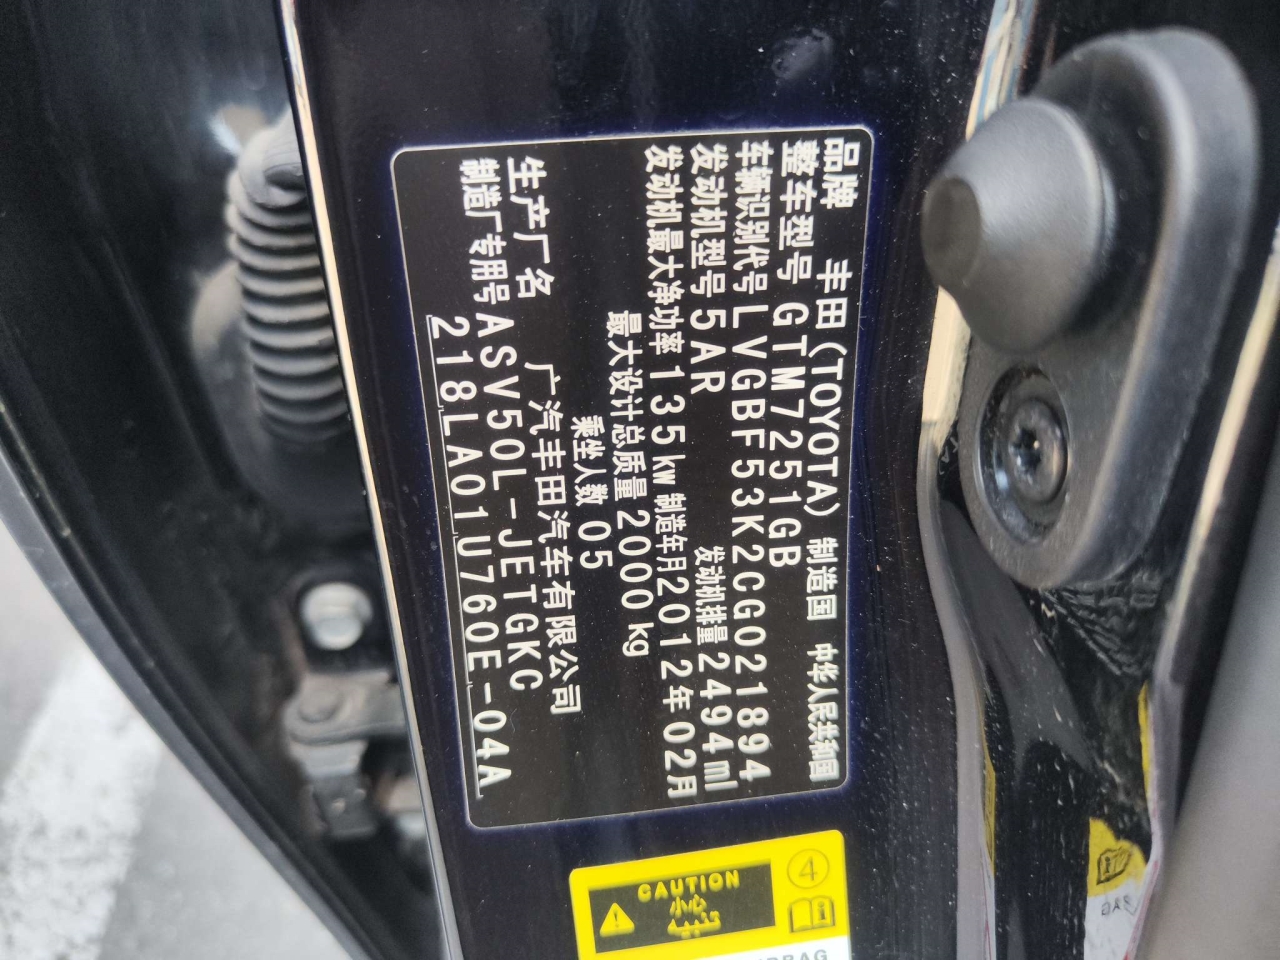 品牌 丰田(TOYOTA) 制造国 中华人民共和国
整车型号 GTM7251GB
车辆识别代号 LVGBF53K2CG021894
发动机型号 5AR 发动机排量 2494ml
发动机最大净功率 135kW 制造年月 2012年02月
最大设计总质量 2000kg
乘坐人数 05
生产厂名 广汽丰田汽车有限公司
制造厂专用号 ASV50L-JETGKC
218LA01U760E-04A
④
CAUTION
小心